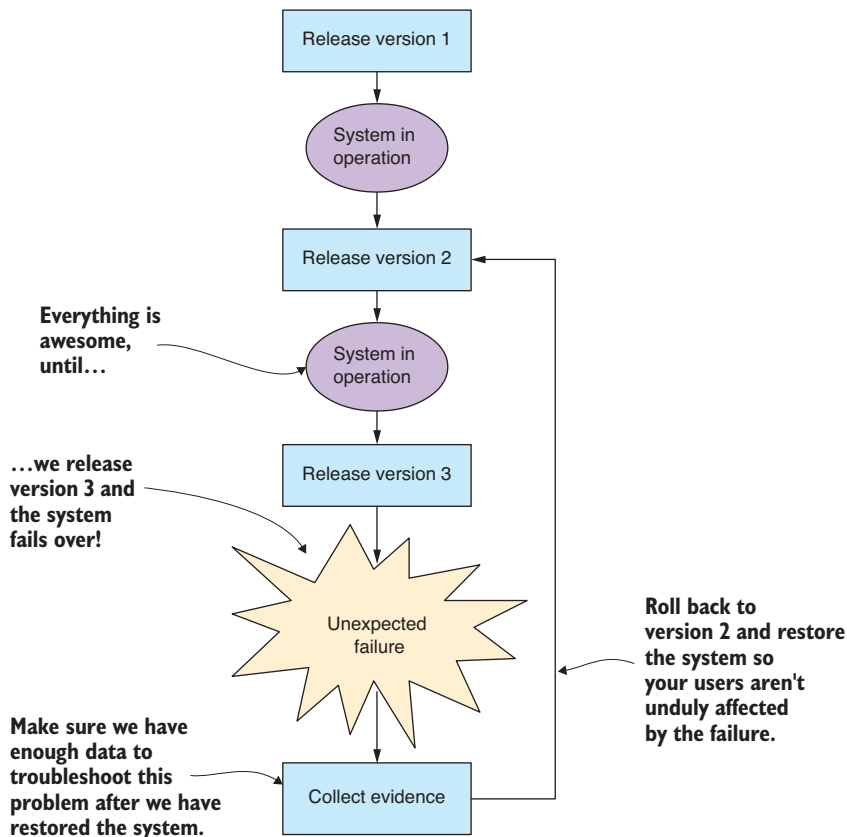 Release version 1
System in
operation
Release version 2
Everything is
awesome,
until…
System in
operation
Release version 3
…we release
version 3 and
the system
fails over!
Unexpected
failure
Roll back to
version 2 and restore
the system so
your users aren't
unduly affected
by the failure.
Make sure we have
enough data to
troubleshoot this
problem after we have
restored the system.
Collect evidence